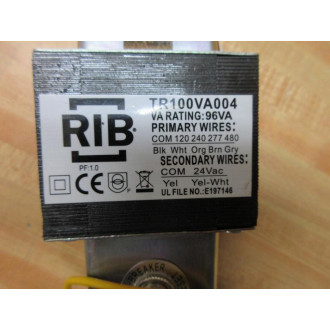 TR100VA004
VA RATING:96VA
PRIMARY WIRES:
COM 120 240 277 480
Blk Wht Org Brn Gry
SECONDARY WIRES:
COM 24Vac
Yel Yel-Wht
UL FILE NO.:E197146
RIB®
PF:1.0